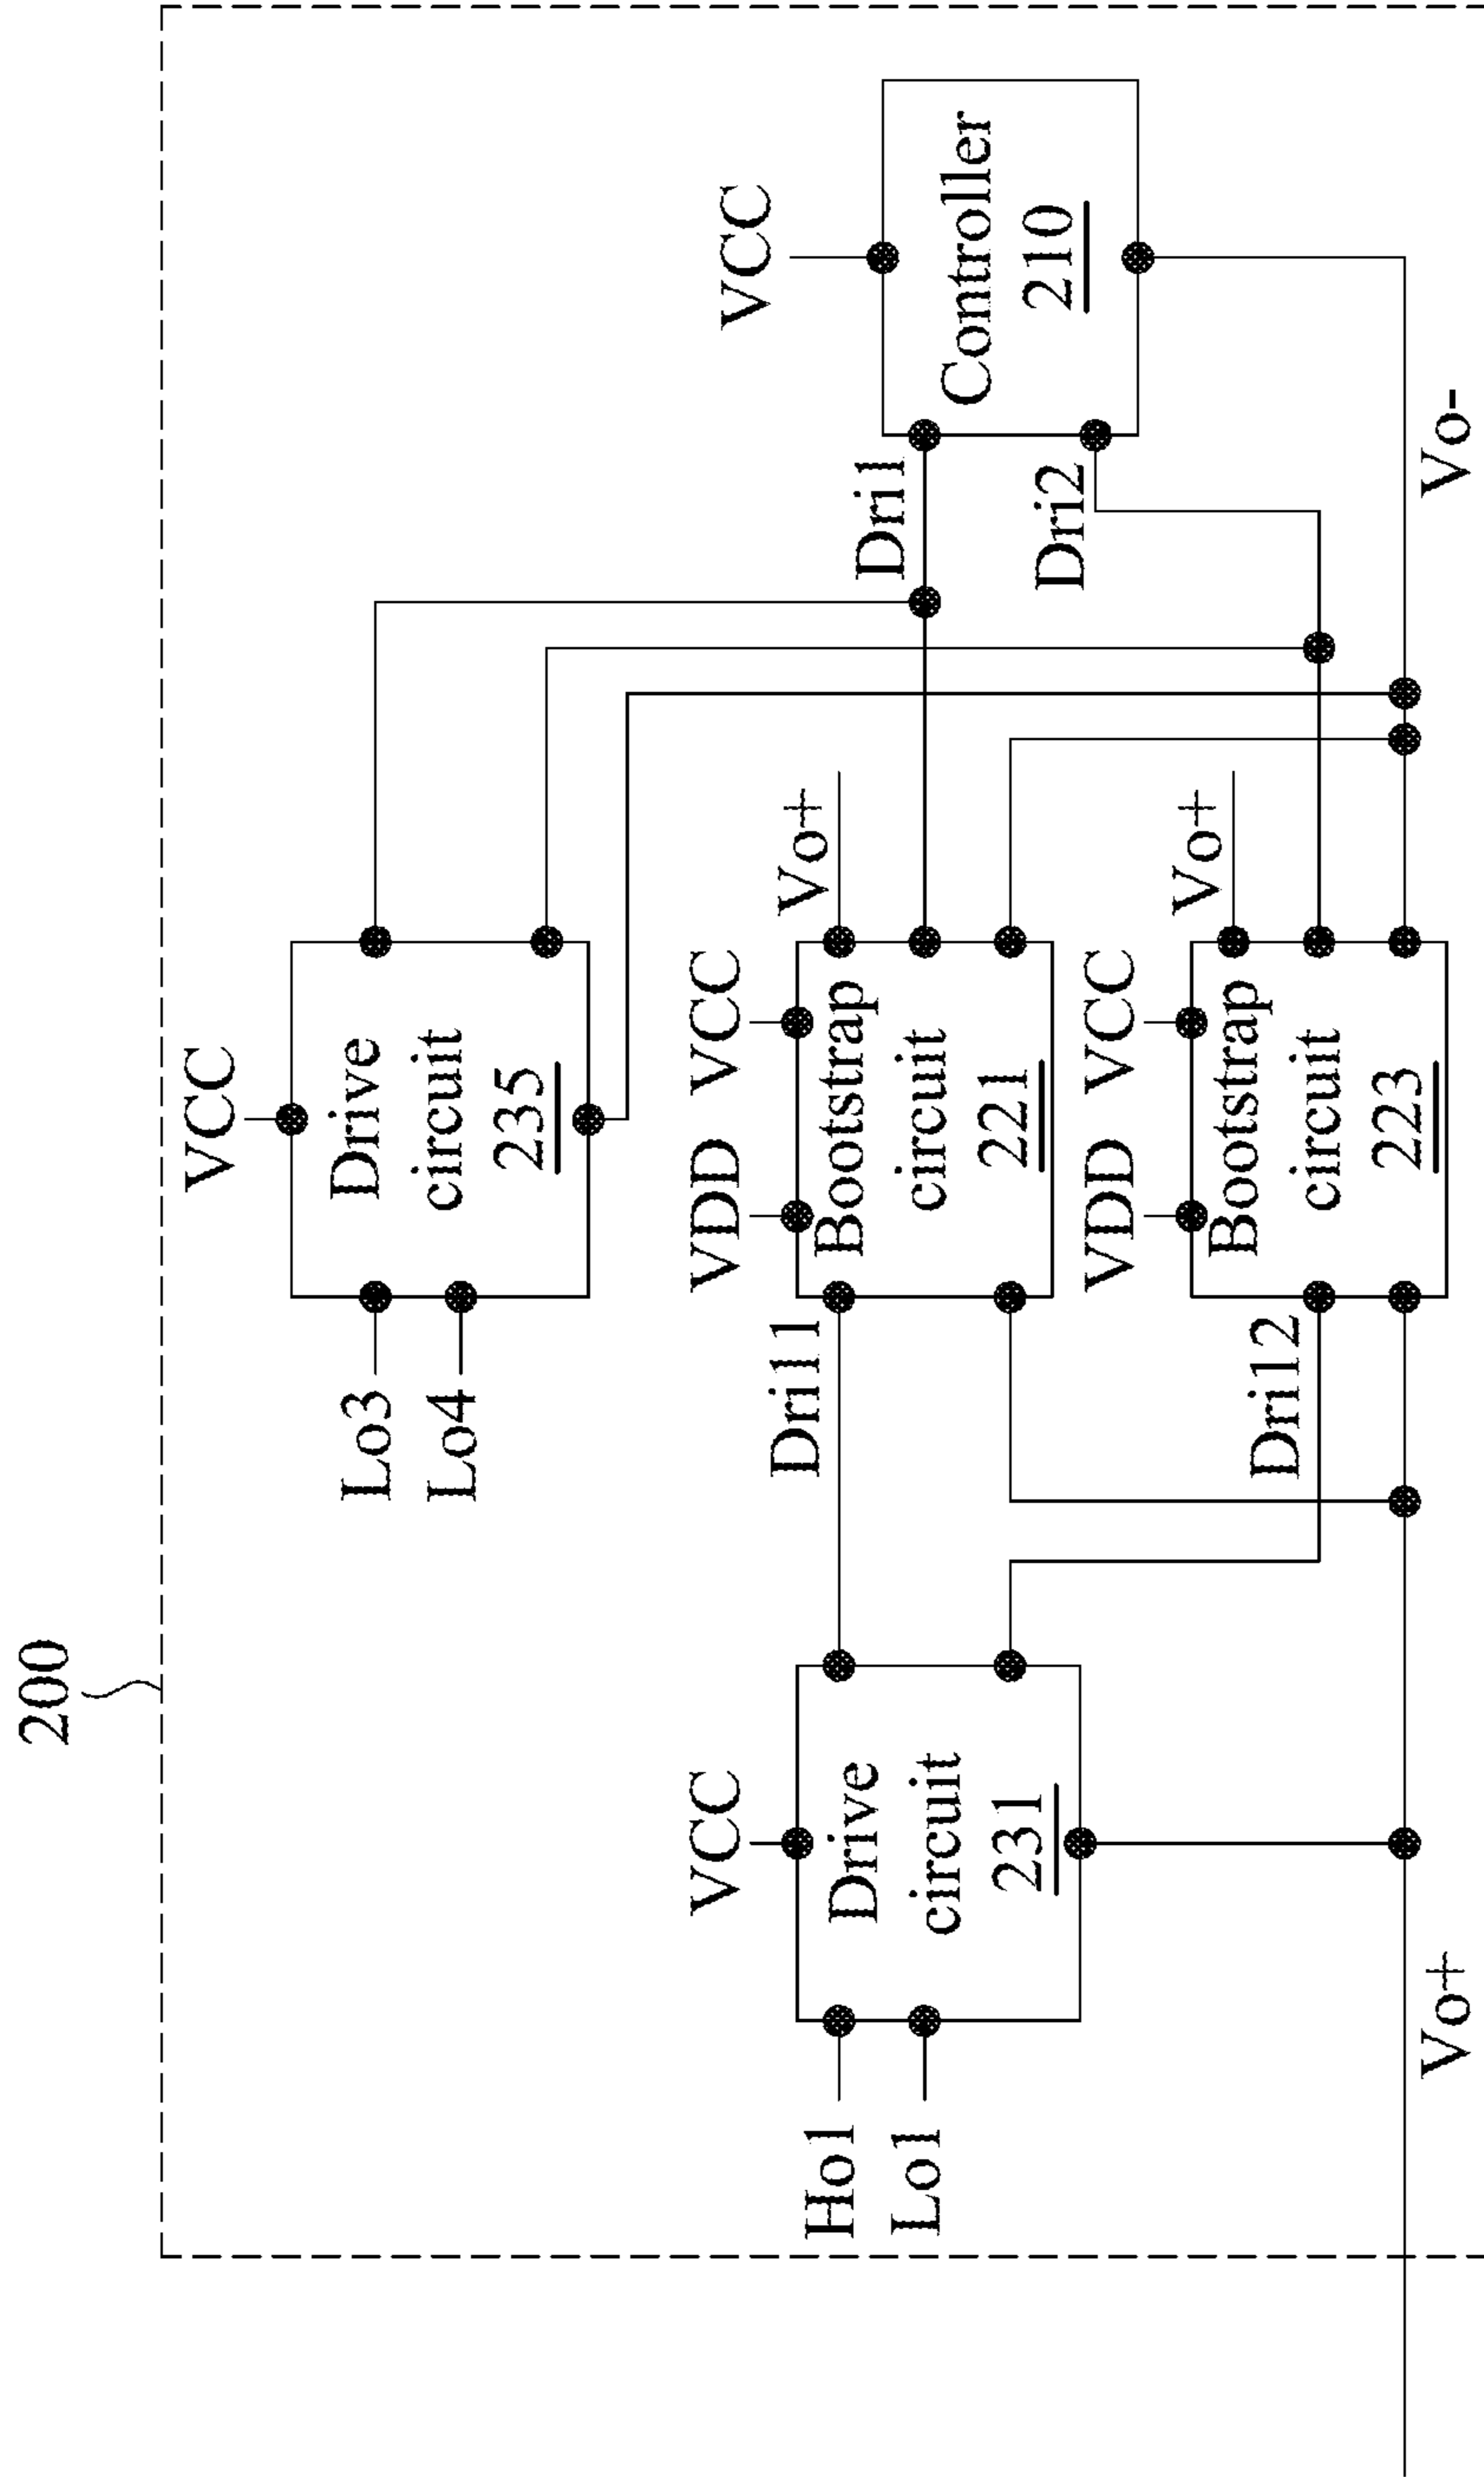 200
VCC
Drive
circuit
235
Lo3
Lo4
VCC
Drive
circuit
231
Ho1
Lo1
Dri11
Dri12
VDD
VCC
Bootstrap
circuit
221
Vo+
VDD
VCC
Bootstrap
circuit
223
Vo+
Dri1
Dri2
VCC
Controller
210
Vo+
Vo-